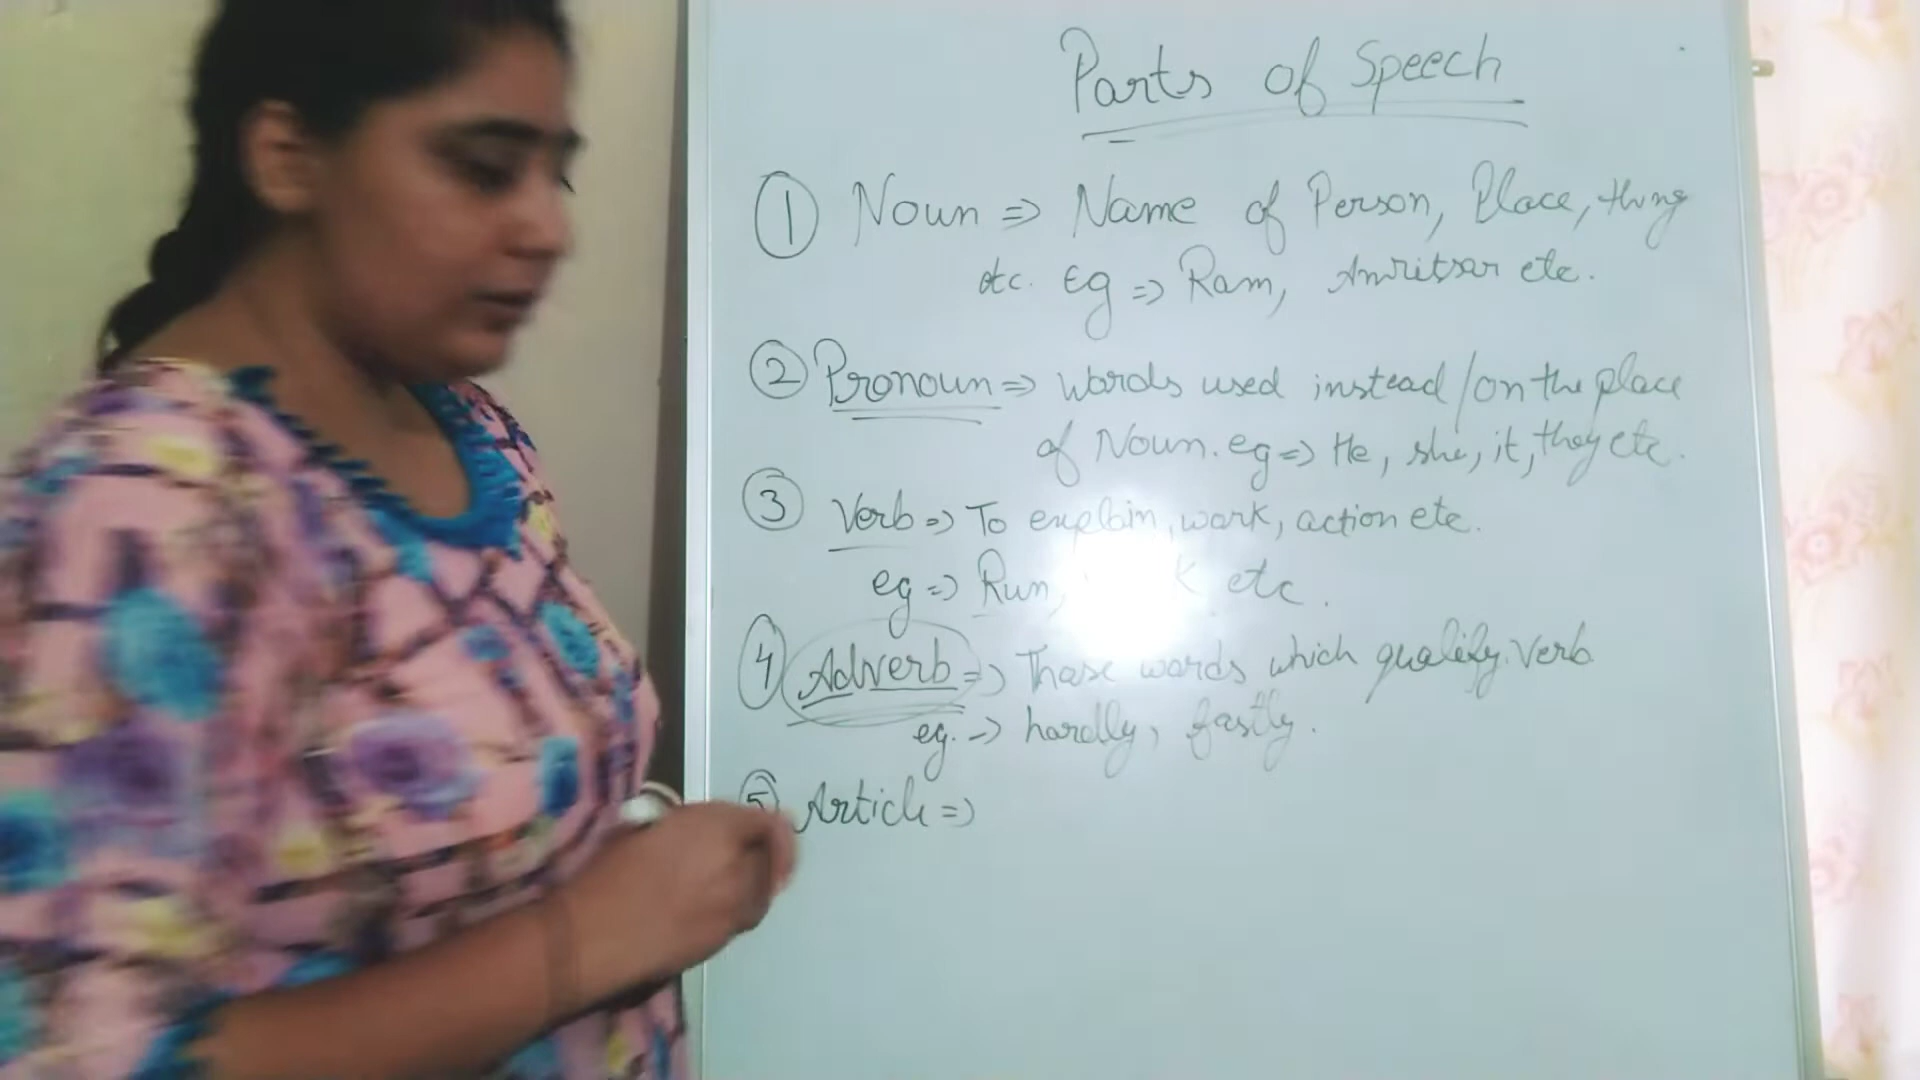 Parts of Speech
① Noun => Name of Person, Place, thing
etc. Eg => Ram, Amritsar etc.
② Pronoun => words used instead / on the place
of Noun. eg => He, she, it, they etc.
③ Verb => To explain, work, action etc.
eg => Run, etc.
④ Adverb => Those words which qualify verb
eg. -> hardly, fastly.
⑤ Article =>